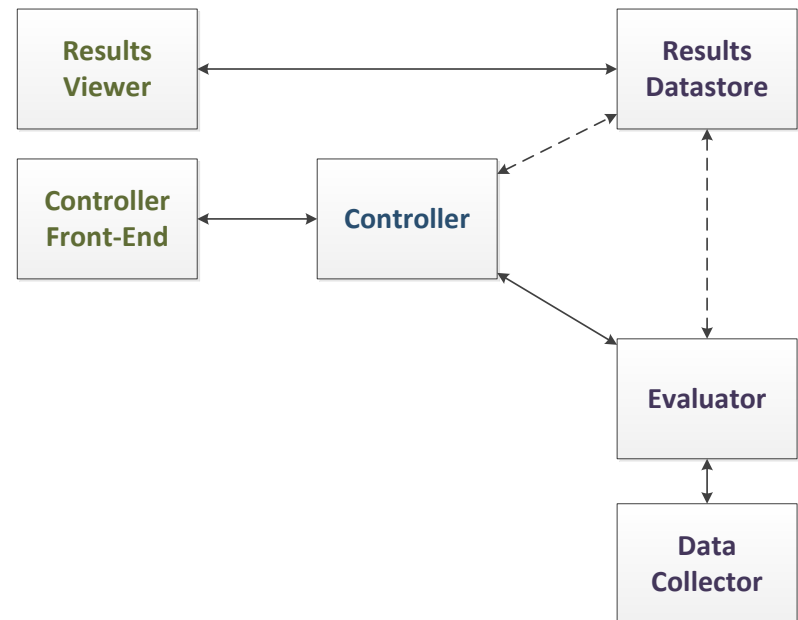 Results
Viewer
Results
Datastore
Controller
Front-End
Controller
Evaluator
Data
Collector